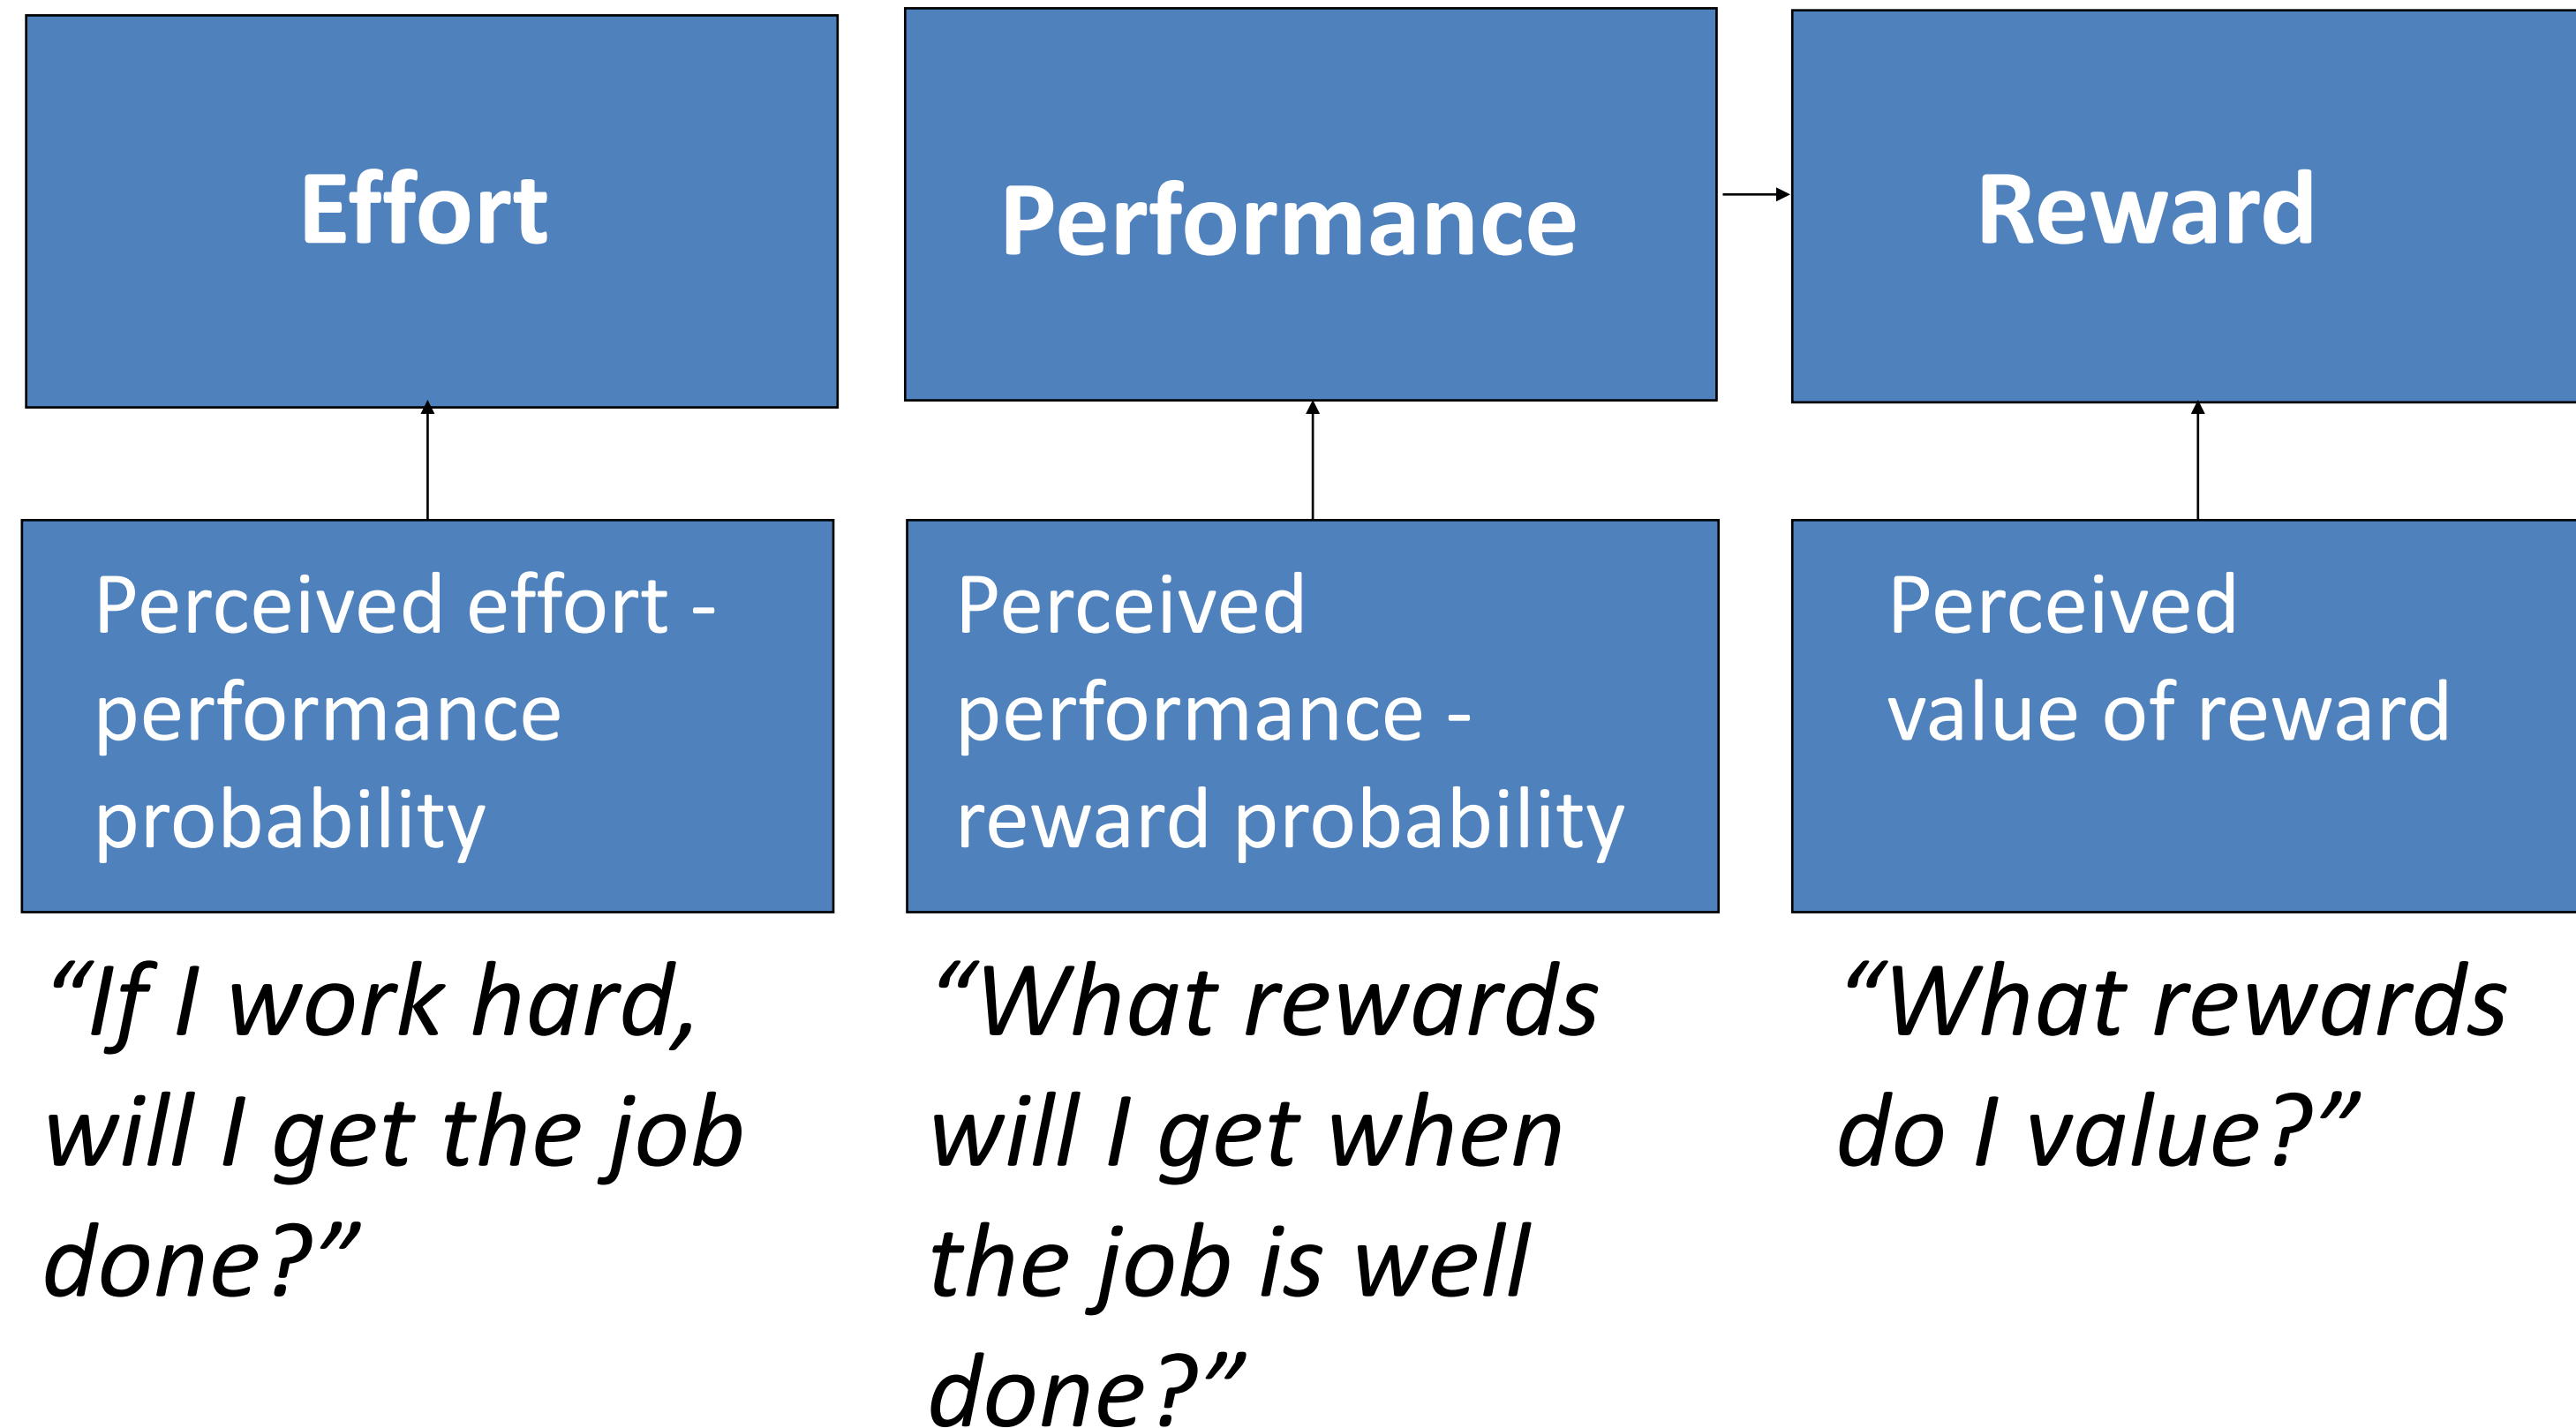 Effort
Performance
Reward
Perceived effort -
performance
probability
Perceived
performance -
reward probability
Perceived
value of reward
“If I work hard,
will I get the job
done?”
“What rewards
will I get when
the job is well
done?”
“What rewards
do I value?”